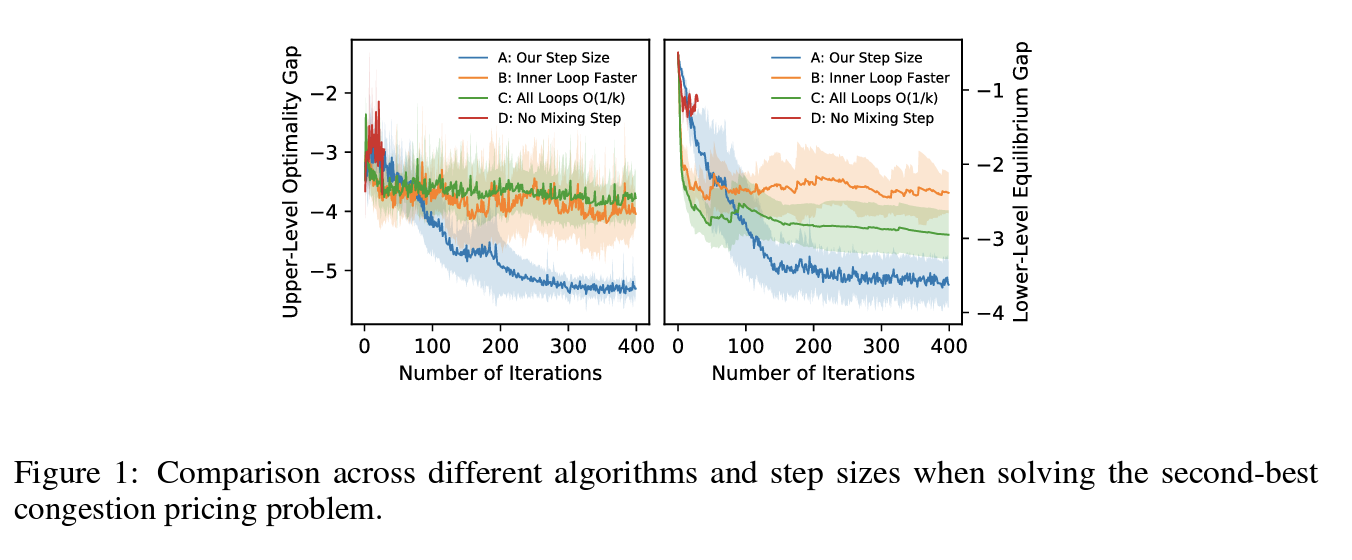 Upper-Level Optimality Gap
−2
−3
−4
−5
A: Our Step Size
B: Inner Loop Faster
C: All Loops O(1/k)
D: No Mixing Step
0 100 200 300 400
Number of Iterations
A: Our Step Size
B: Inner Loop Faster
C: All Loops O(1/k)
D: No Mixing Step
−1
−2
−3
−4
Lower-Level Equilibrium Gap
0 100 200 300 400
Number of Iterations
Figure 1: Comparison across different algorithms and step sizes when solving the second-best
congestion pricing problem.